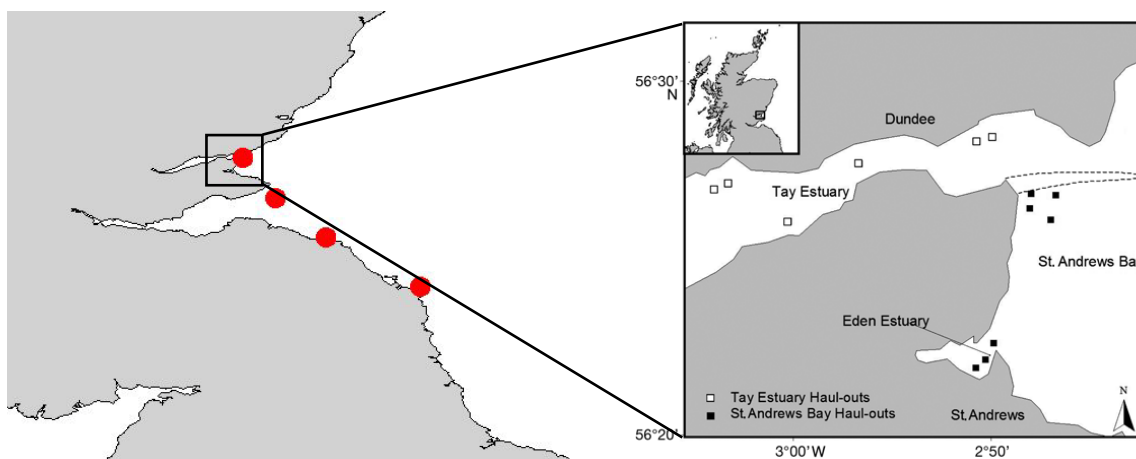 56°30'
N
Dundee
Tay Estuary
St. Andrews Ba
Eden Estuary
Tay Estuary Haul-outs
St. Andrews Bay Haul-outs
St. Andrews
N
56°20'
3°00'W
2°50'